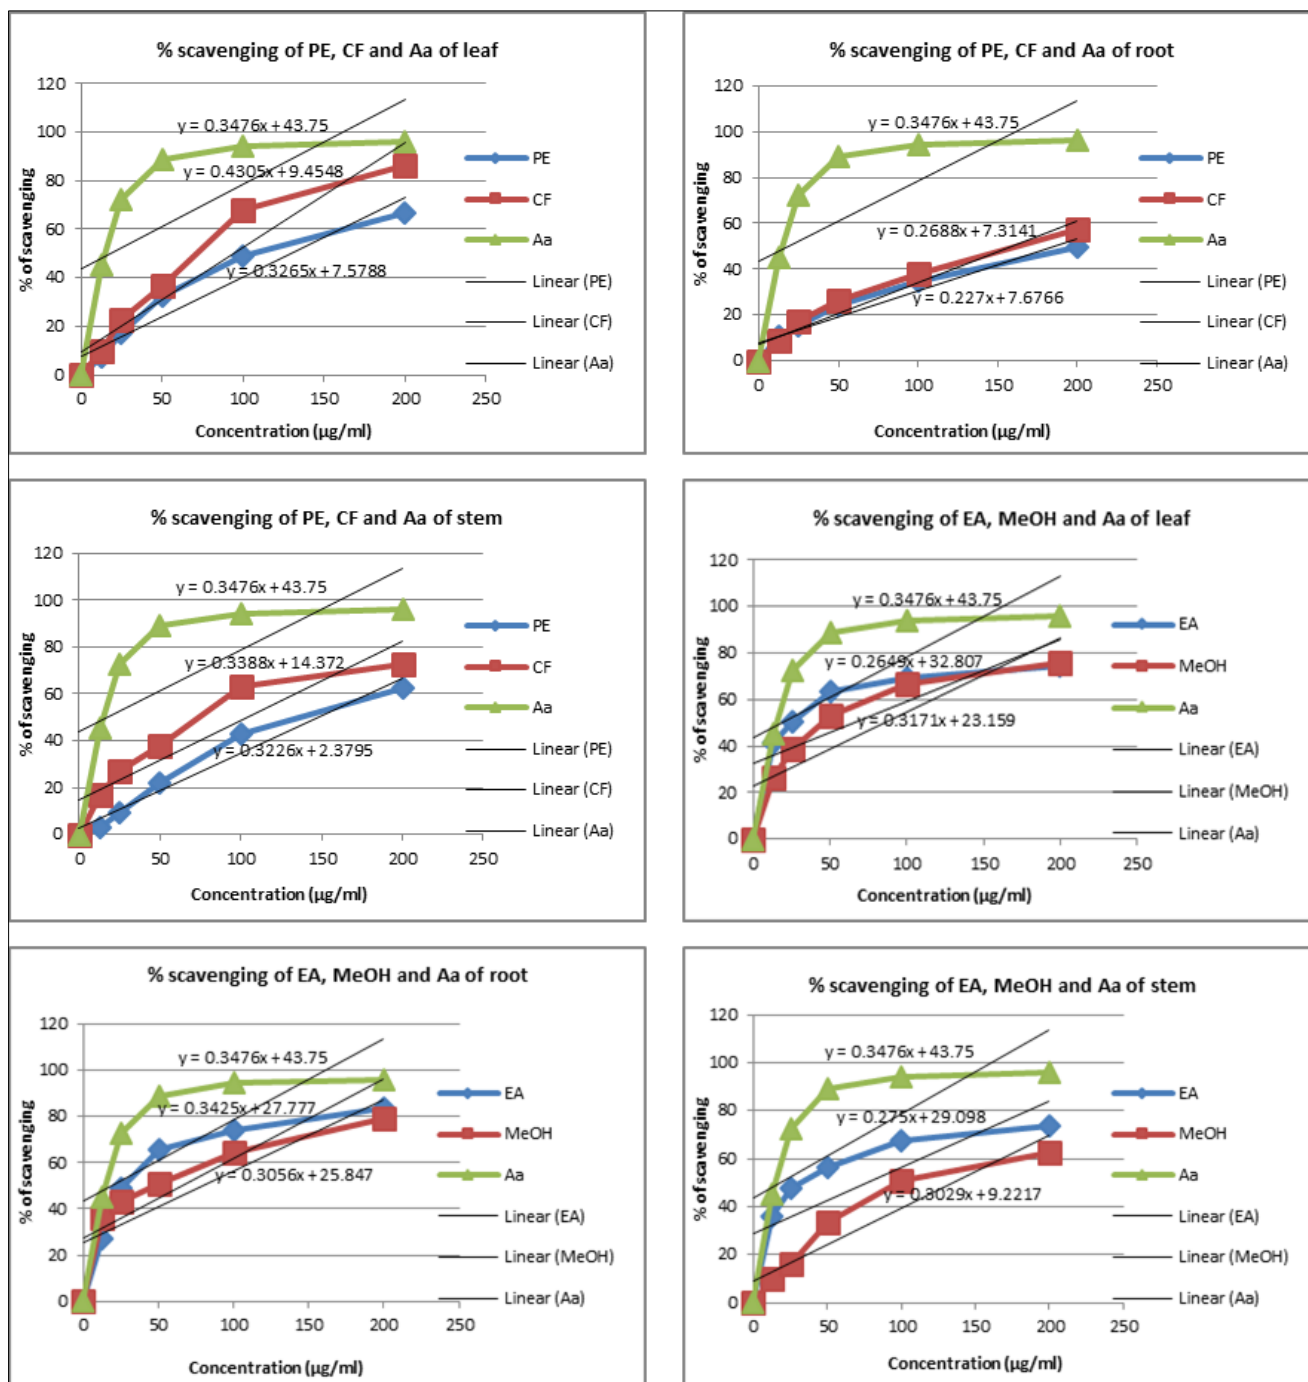 % scavenging of PE, CF and Aa of leaf
% of scavenging
120
100
80
60
40
20
0
y = 0.3476x + 43.75
y = 0.4305x + 9.4548
y = 0.3265x + 7.5788
0 50 100 150 200 250
Concentration (µg/ml)
PE
CF
Aa
Linear (PE)
Linear (CF)
Linear (Aa)
% scavenging of PE, CF and Aa of root
% of scavenging
120
100
80
60
40
20
0
y = 0.3476x + 43.75
y = 0.2688x + 7.3141
y = 0.227x + 7.6766
0 50 100 150 200 250
Concentration (µg/ml)
PE
CF
Aa
Linear (PE)
Linear (CF)
Linear (Aa)
% scavenging of PE, CF and Aa of stem
% of scavenging
120
100
80
60
40
20
0
y = 0.3476x + 43.75
y = 0.3388x + 14.372
y = 0.3226x + 2.3795
0 50 100 150 200 250
Concentration (µg/ml)
PE
CF
Aa
Linear (PE)
Linear (CF)
Linear (Aa)
% scavenging of EA, MeOH and Aa of leaf
% of scavenging
120
100
80
60
40
20
0
y = 0.3476x + 43.75
y = 0.2649x + 32.807
y = 0.3171x + 23.159
0 50 100 150 200 250
Concentration (µg/ml)
EA
MeOH
Aa
Linear (EA)
Linear (MeOH)
Linear (Aa)
% scavenging of EA, MeOH and Aa of root
% of scavenging
120
100
80
60
40
20
0
y = 0.3476x + 43.75
y = 0.3425x + 27.777
y = 0.3056x + 25.847
0 50 100 150 200 250
Concentration (µg/ml)
EA
MeOH
Aa
Linear (EA)
Linear (MeOH)
Linear (Aa)
% scavenging of EA, MeOH and Aa of stem
% of scavenging
120
100
80
60
40
20
0
y = 0.3476x + 43.75
y = 0.275x + 29.098
y = 0.3029x + 9.2217
0 50 100 150 200 250
Concentration (µg/ml)
EA
MeOH
Aa
Linear (EA)
Linear (MeOH)
Linear (Aa)